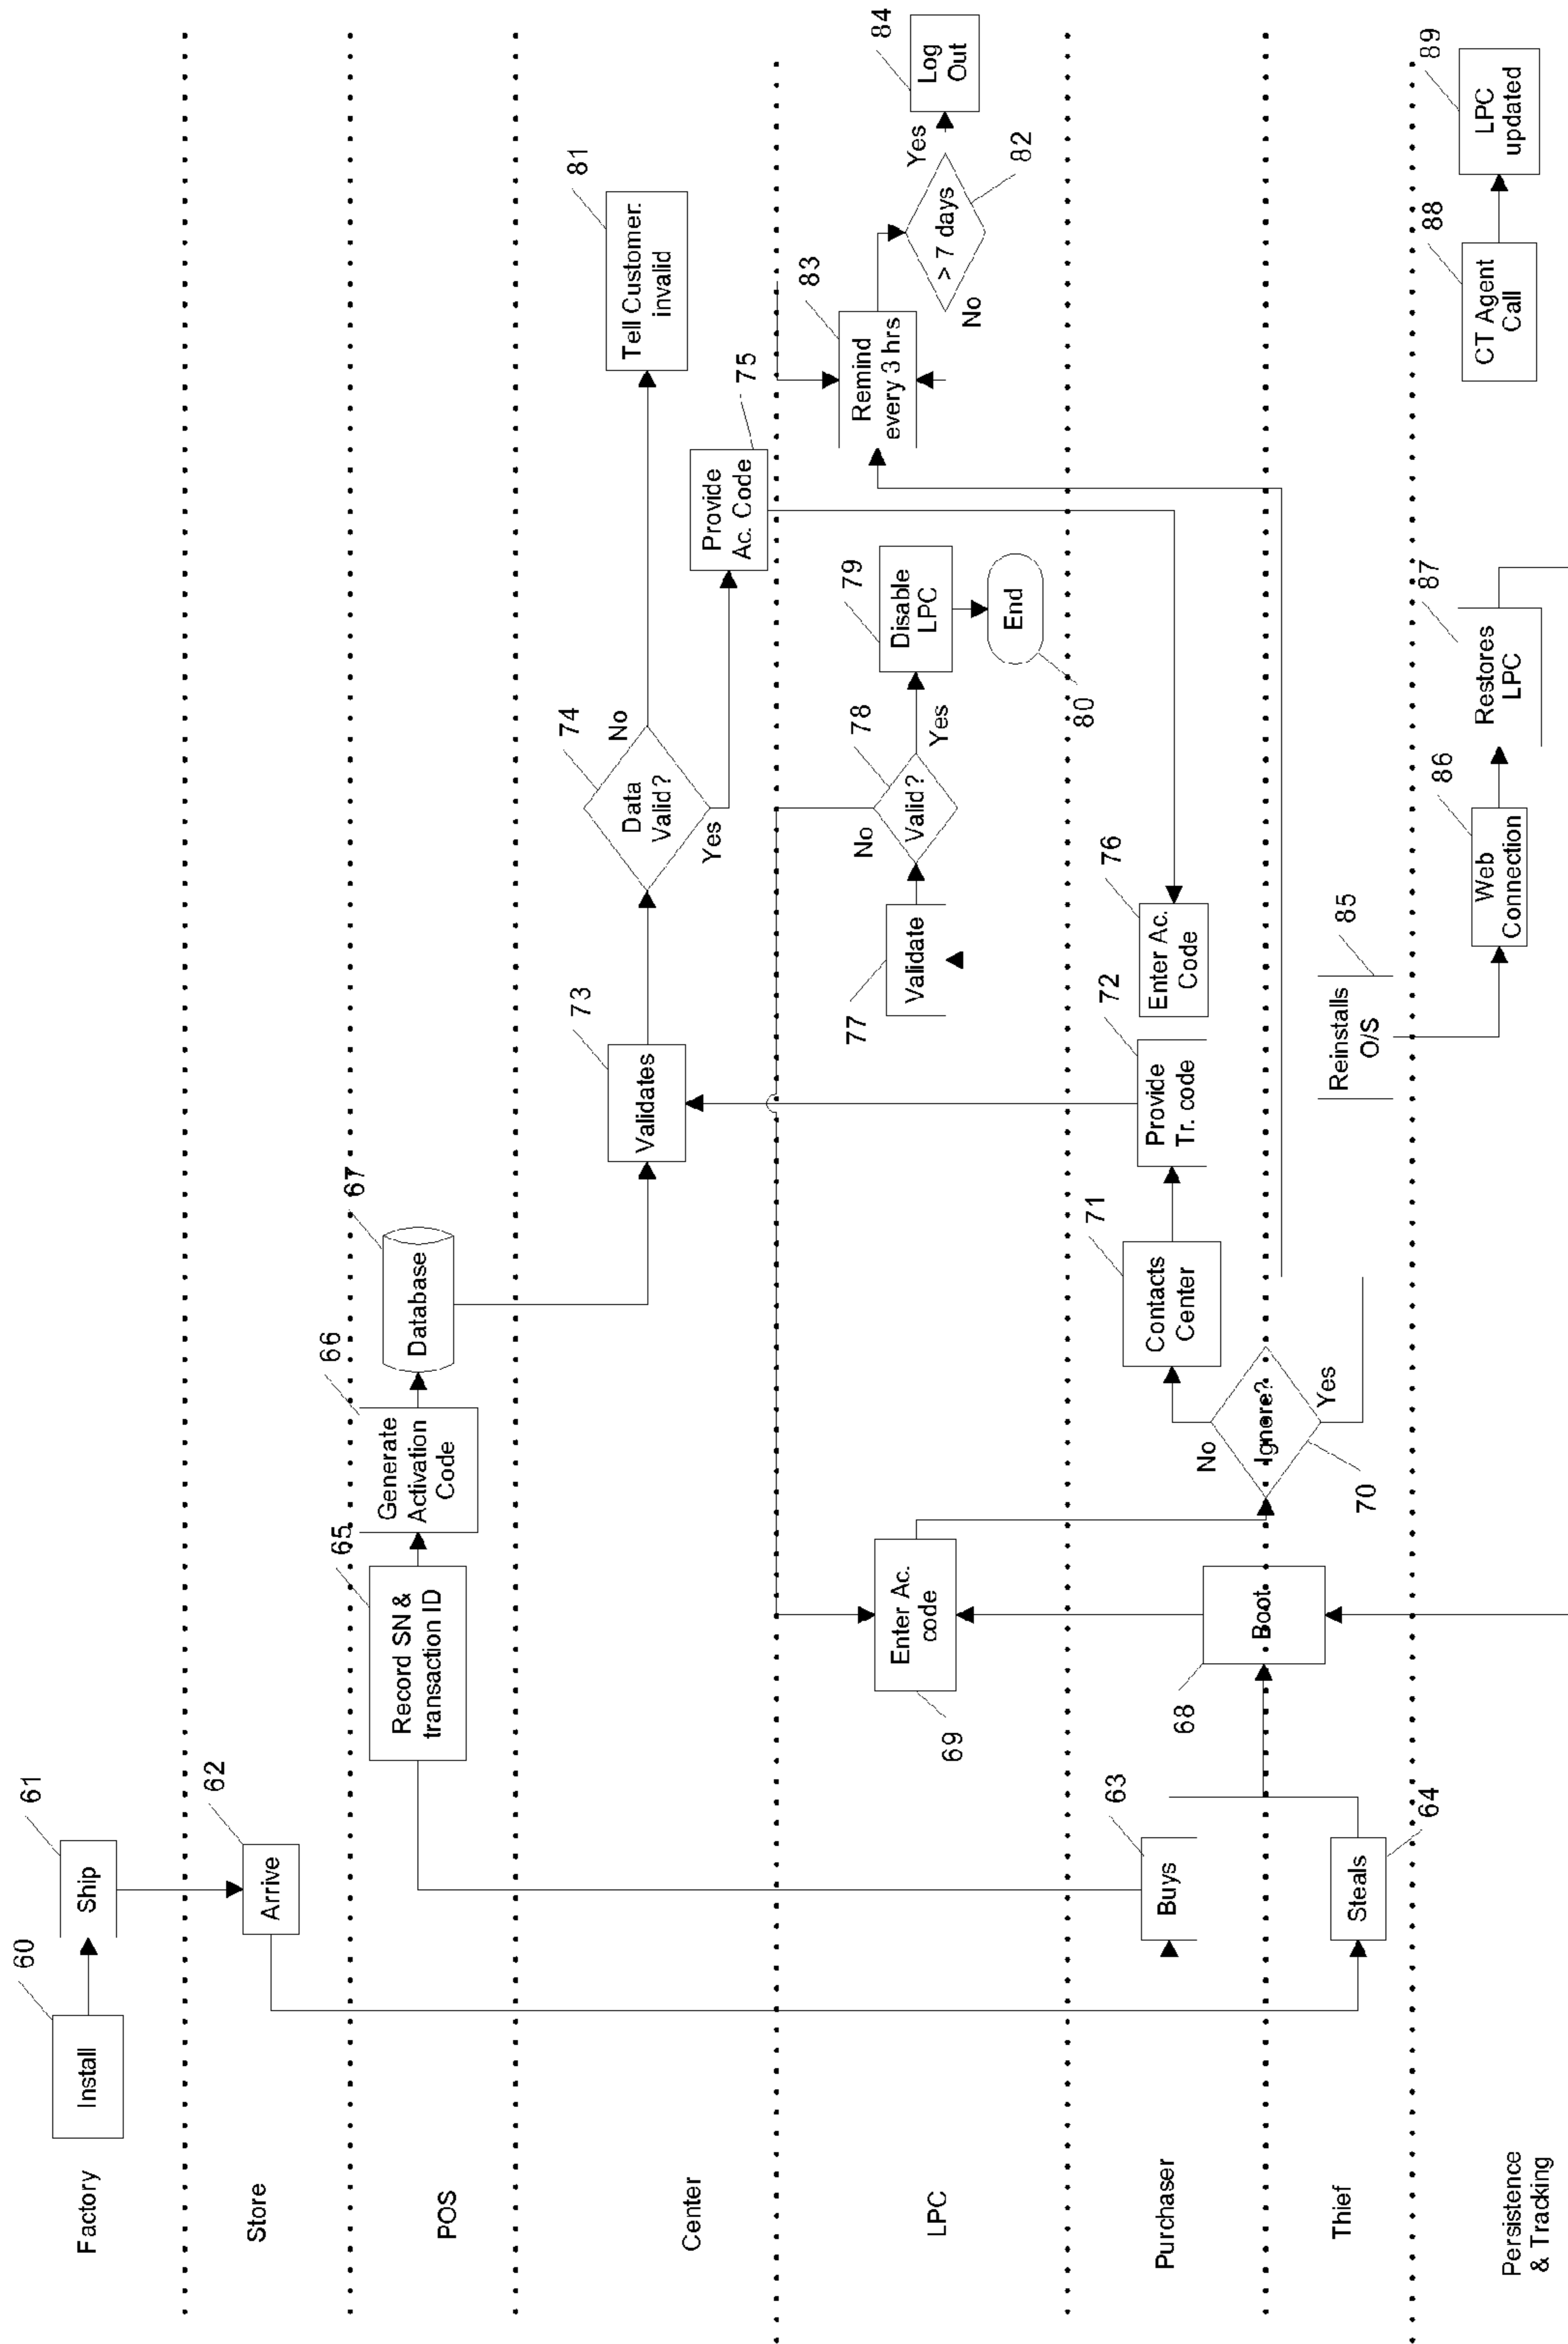 Factory
Install
60
Ship
61
Store
Arrive
62
POS
Record SN &
transaction ID
65
Generate
Activation
Code
66
Database
67
Center
Validates
73
Data
Valid?
74
No
Yes
Provide
Ac. Code
75
Tell Customer:
invalid
81
LPC
Enter Ac.
code
69
Validate
77
Valid?
78
No
Yes
Disable
LPC
79
End
80
Remind
every 3 hrs
83
> 7 days
82
No
Yes
Log
Out
84
Purchaser
Buys
63
Boot
68
Contacts
Center
71
Provide
Tr. code
72
Enter Ac.
Code
76
Thief
Steals
64
Ignore?
70
No
Yes
Reinstalls
O/S
85
Persistence
& Tracking
Web
Connection
86
Restores
LPC
87
CT Agent
Call
88
LPC
updated
89